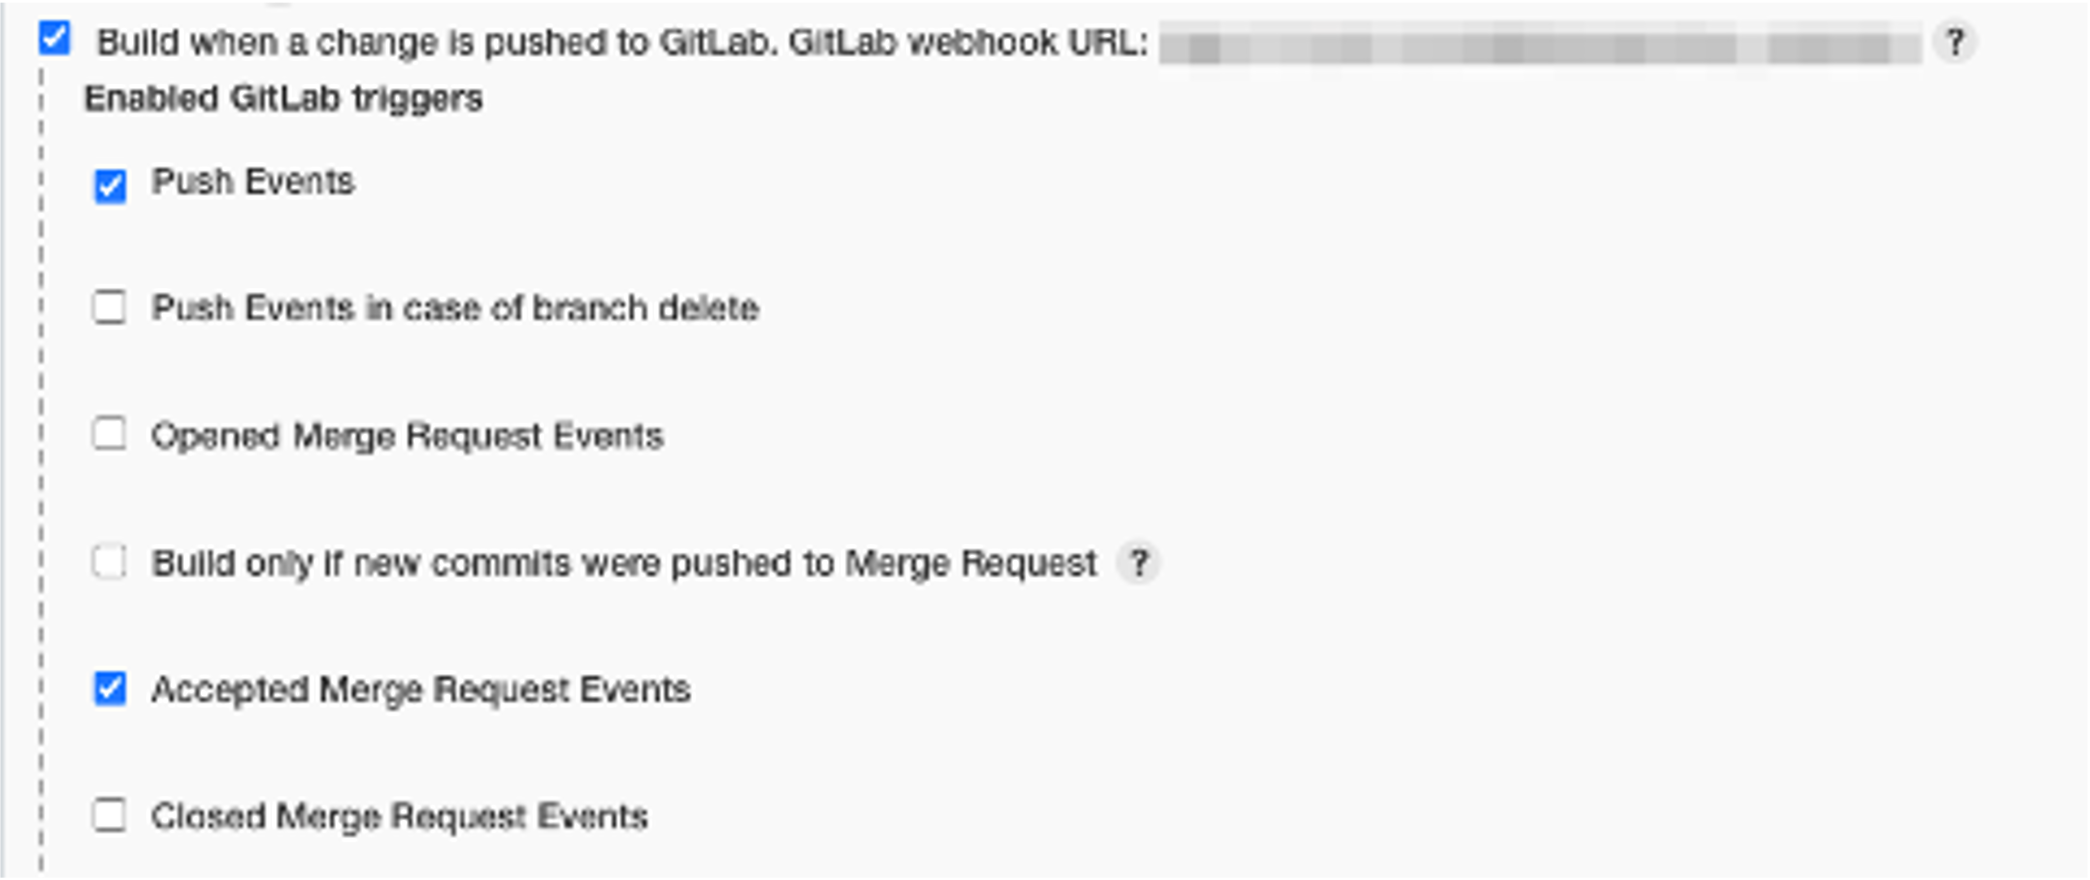 Build when a change is pushed to GitLab. GitLab webhook URL: ?
Enabled GitLab triggers
Push Events
Push Events in case of branch delete
Opened Merge Request Events
Build only if new commits were pushed to Merge Request ?
Accepted Merge Request Events
Closed Merge Request Events